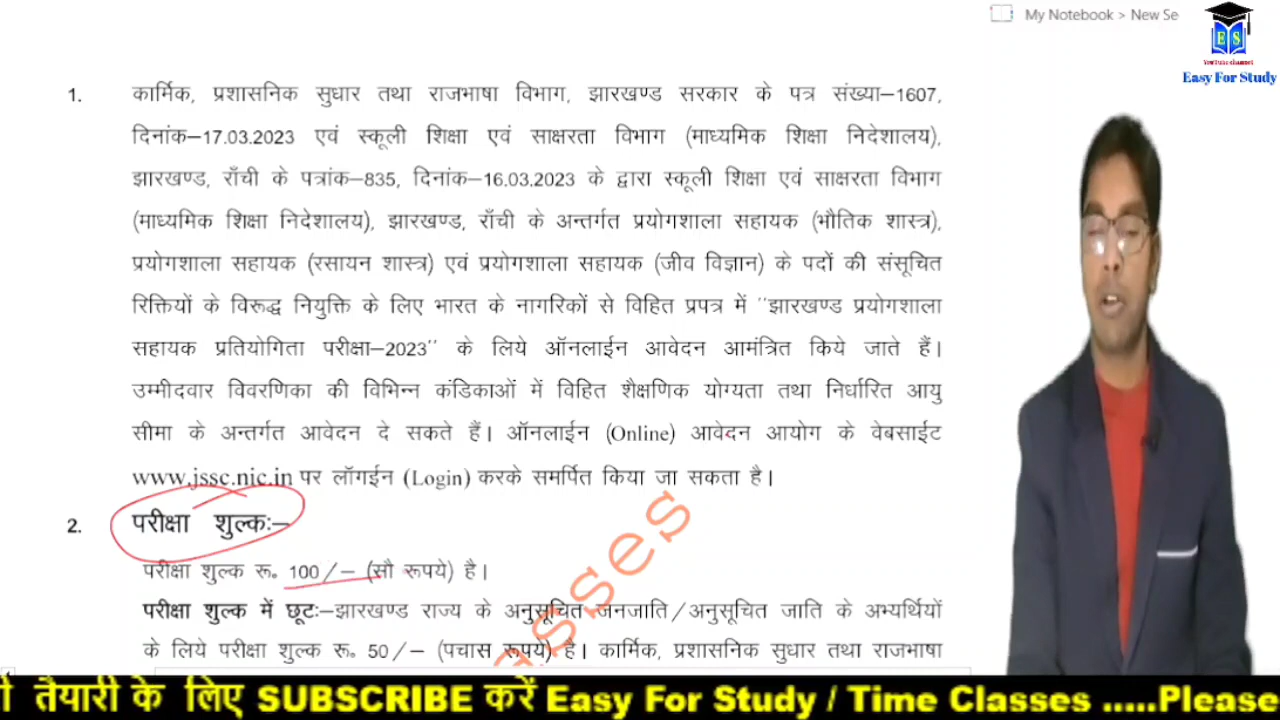 My Notebook > New Se
E S
YouTube channel
Easy For Study
1. कार्मिक, प्रशासनिक सुधार तथा राजभाषा विभाग, झारखण्ड सरकार के पत्र संख्या–1607,
दिनांक–17.03.2023 एवं स्कूली शिक्षा एवं साक्षरता विभाग (माध्यमिक शिक्षा निदेशालय),
झारखण्ड, राँची के पत्रांक–835, दिनांक–16.03.2023 के द्वारा स्कूली शिक्षा एवं साक्षरता विभाग
(माध्यमिक शिक्षा निदेशालय), झारखण्ड, राँची के अन्तर्गत प्रयोगशाला सहायक (भौतिक शास्त्र),
प्रयोगशाला सहायक (रसायन शास्त्र) एवं प्रयोगशाला सहायक (जीव विज्ञान) के पदों की संसूचित
रिक्तियों के विरूद्ध नियुक्ति के लिए भारत के नागरिकों से विहित प्रपत्र में "झारखण्ड प्रयोगशाला
सहायक प्रतियोगिता परीक्षा–2023" के लिये ऑनलाईन आवेदन आमंत्रित किये जाते हैं।
उम्मीदवार विवरणिका की विभिन्न कंडिकाओं में विहित शैक्षणिक योग्यता तथा निर्धारित आयु
सीमा के अन्तर्गत आवेदन दे सकते हैं। ऑनलाईन (Online) आवेदन आयोग के वेबसाईट
www.jssc.nic.in पर लॉगईन (Login) करके समर्पित किया जा सकता है।
2. परीक्षा शुल्कः–
परीक्षा शुल्क रू० 100/– (सौ रूपये) है।
परीक्षा शुल्क में छूटः–झारखण्ड राज्य के अनुसूचित जनजाति/अनुसूचित जाति के अभ्यर्थियों
के लिये परीक्षा शुल्क रू० 50/– (पचास रूपये) है। कार्मिक, प्रशासनिक सुधार तथा राजभाषा
asses
ी तैयारी के लिए SUBSCRIBE करें Easy For Study / Time Classes .....Please